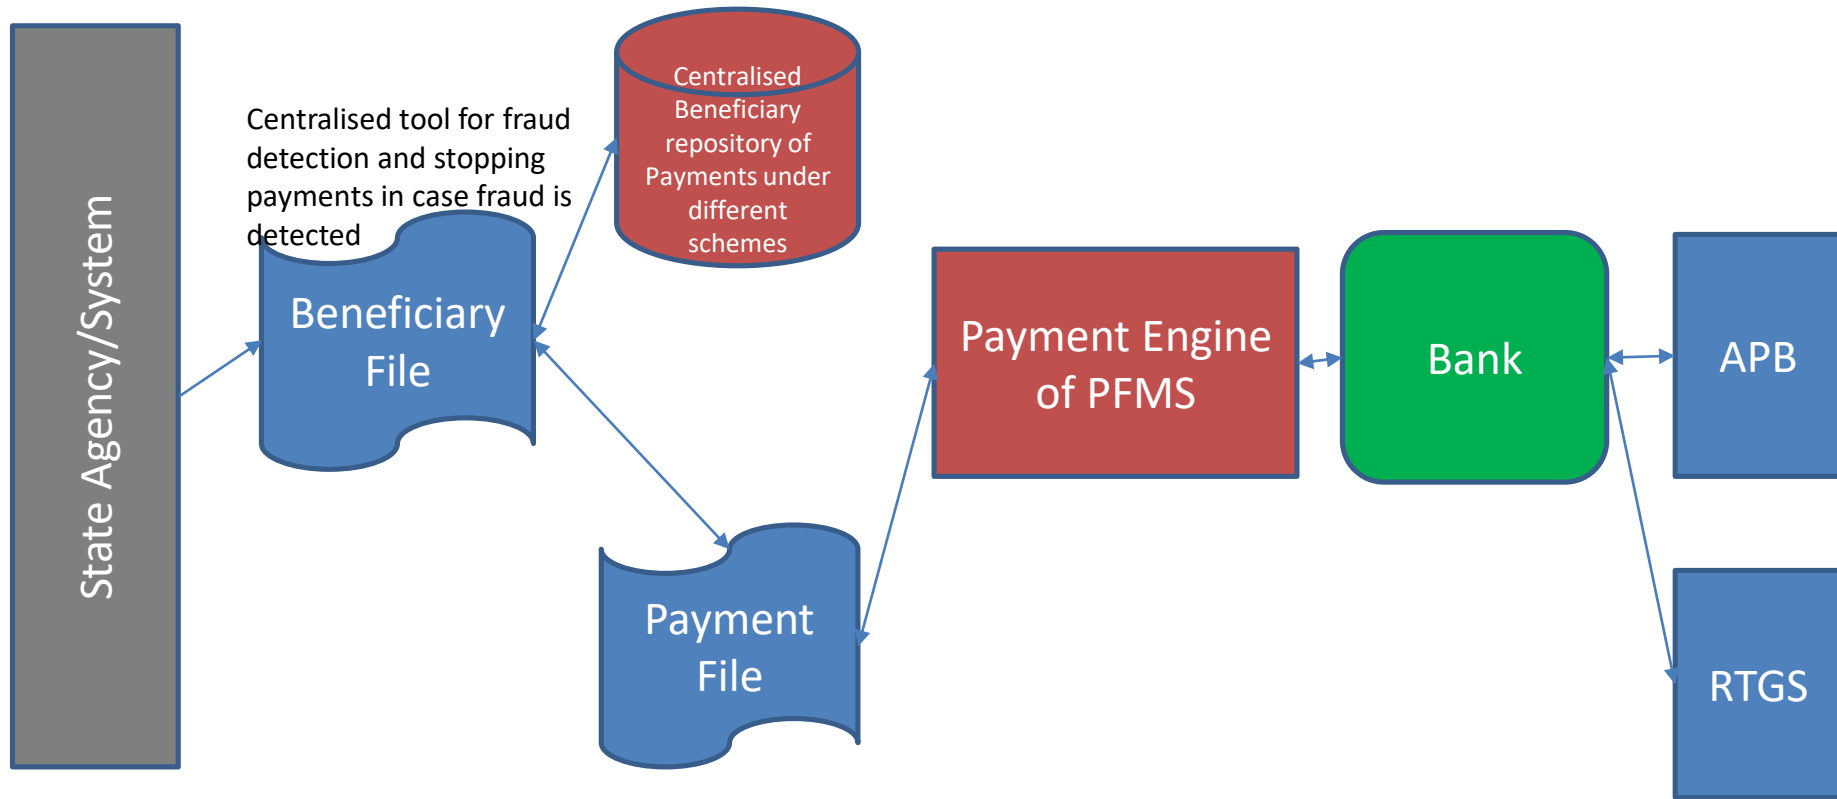 State Agency/System
Centralised tool for fraud
detection and stopping
payments in case fraud is
detected
Centralised
Beneficiary
repository of
Payments under
different
schemes
Beneficiary
File
Payment
File
Payment Engine
of PFMS
Bank
APB
RTGS